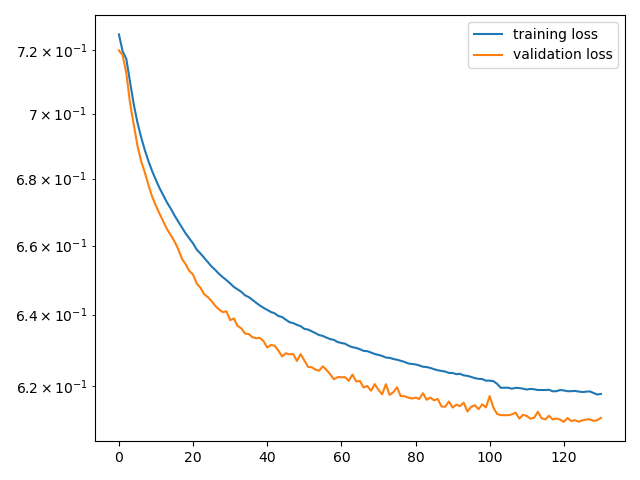 training loss
validation loss
7.2 × 10⁻¹
7 × 10⁻¹
6.8 × 10⁻¹
6.6 × 10⁻¹
6.4 × 10⁻¹
6.2 × 10⁻¹
0 20 40 60 80 100 120